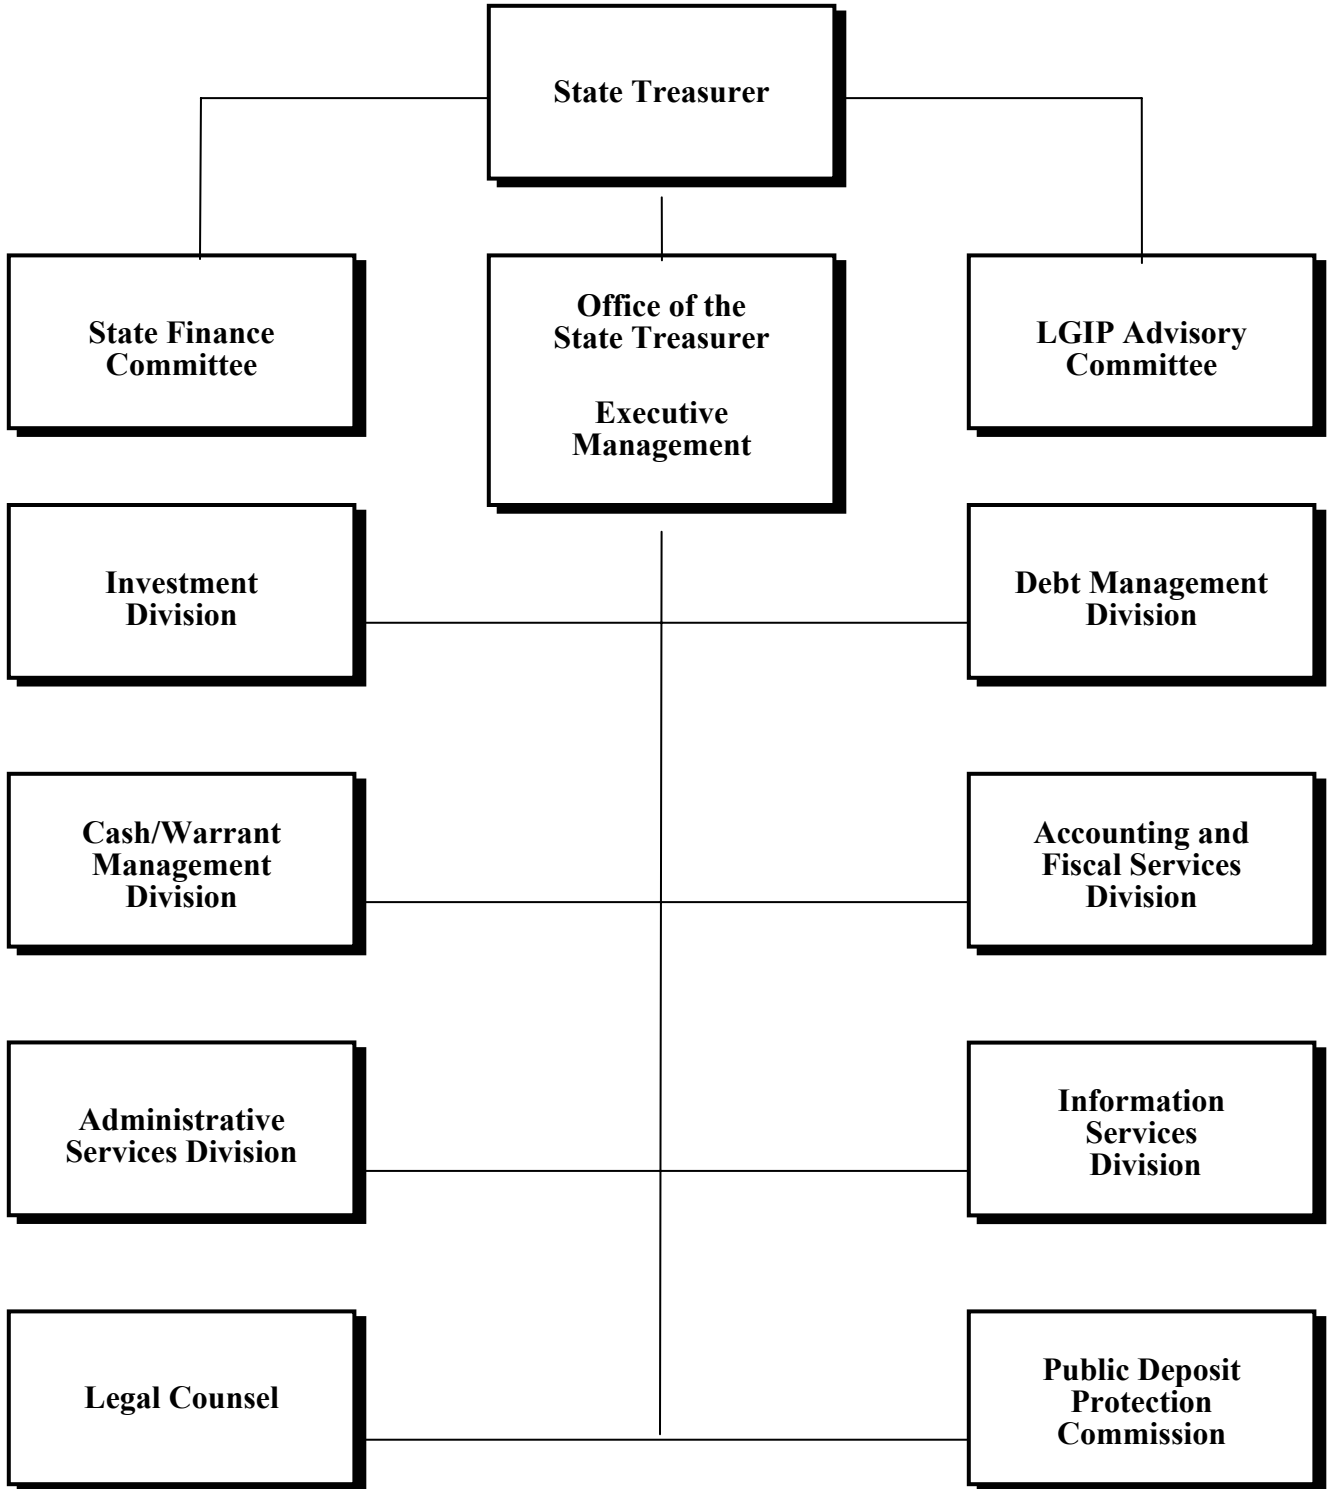 State Treasurer
State Finance
Committee
Office of the
State Treasurer
Executive
Management
LGIP Advisory
Committee
Investment
Division
Debt Management
Division
Cash/Warrant
Management
Division
Accounting and
Fiscal Services
Division
Administrative
Services Division
Information
Services
Division
Legal Counsel
Public Deposit
Protection
Commission